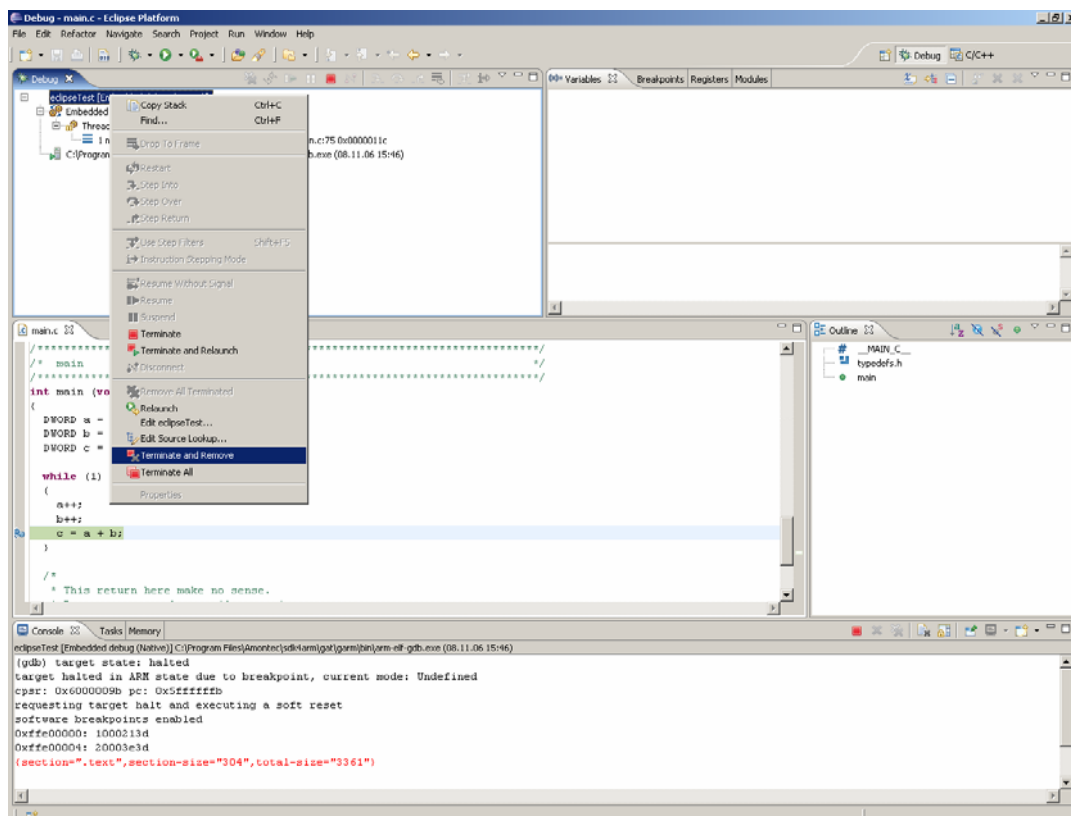 Debug - main.c - Eclipse Platform
File Edit Refactor Navigate Search Project Run Window Help
Debug C/C++
Debug
Variables Breakpoints Registers Modules
eclipseTest
Embedded
Threa
n.c:75 0x0000011c
C:\Program b.exe (08.11.06 15:46)
Copy Stack Ctrl+C
Find... Ctrl+F
Drop To Frame
Restart
Step Into
Step Over
Step Return
Use Step Filters Shift+F5
Instruction Stepping Mode
Resume Without Signal
Resume
Suspend
Terminate
Terminate and Relaunch
Disconnect
Remove All Terminated
Relaunch
Edit eclipseTest...
Edit Source Lookup...
Terminate and Remove
Terminate All
Properties
main.c
/* main */
int main (vo
{
DWORD a =
DWORD b =
DWORD c =
while (1)
{
a++;
b++;
c = a + b;
}
/*
* This return here make no sense.
Outline
# __MAIN_C__
typedefs.h
main
Console Tasks Memory
eclipseTest [Embedded debug (Native)] C:\Program Files\Amontec\sdk4arm\gat\garm\bin\arm-elf-gdb.exe (08.11.06 15:46)
(gdb) target state: halted
target halted in ARM state due to breakpoint, current mode: Undefined
cpsr: 0x6000009b pc: 0x5ffffffb
requesting target halt and executing a soft reset
software breakpoints enabled
0xffe00000: 1000213d
0xffe00004: 20003e3d
{section=".text",section-size="304",total-size="3361"}